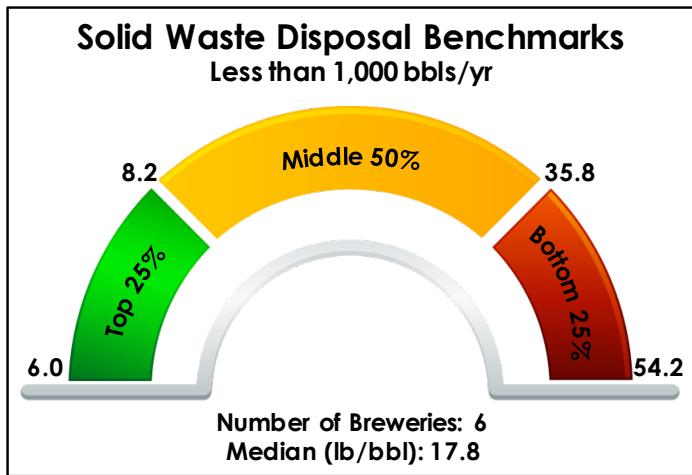 Solid Waste Disposal Benchmarks
Less than 1,000 bbls/yr
Middle 50%
8.2
35.8
Top 25%
Bottom 25%
6.0
54.2
Number of Breweries: 6
Median (lb/bbl): 17.8